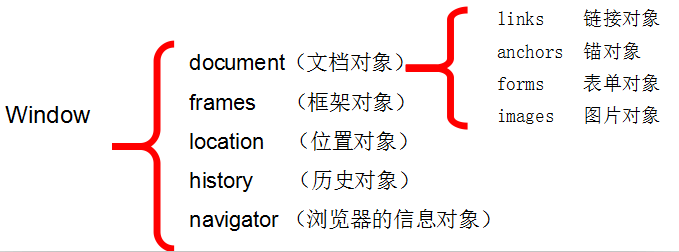 Window
document（文档对象）
frames （框架对象）
location （位置对象）
history （历史对象）
navigator （浏览器的信息对象）
links 链接对象
anchors 锚对象
forms 表单对象
images 图片对象